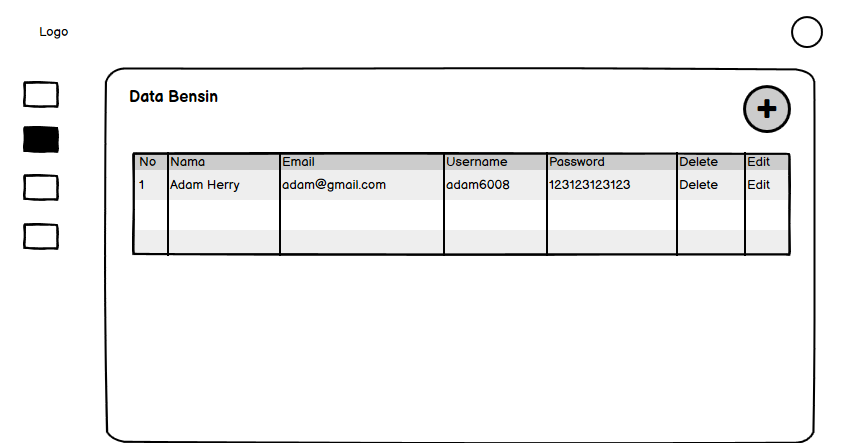 Logo
Data Bensin
No Nama Email Username Password Delete Edit
1 Adam Herry adam@gmail.com adam6008 123123123123 Delete Edit